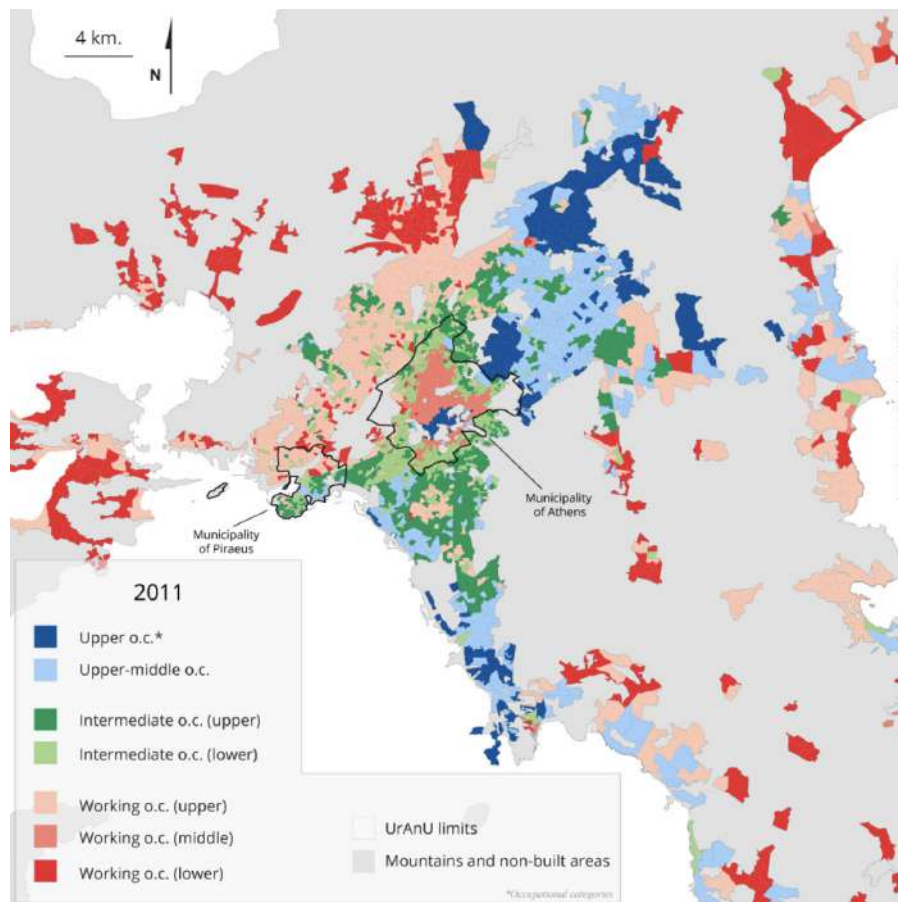 4 km.
N
Municipality
of Athens
Municipality
of Piraeus
2011
Upper o.c.*
Upper-middle o.c.
Intermediate o.c. (upper)
Intermediate o.c. (lower)
Working o.c. (upper)
Working o.c. (middle)
Working o.c. (lower)
UrAnU limits
Mountains and non-built areas
*Occupational categories